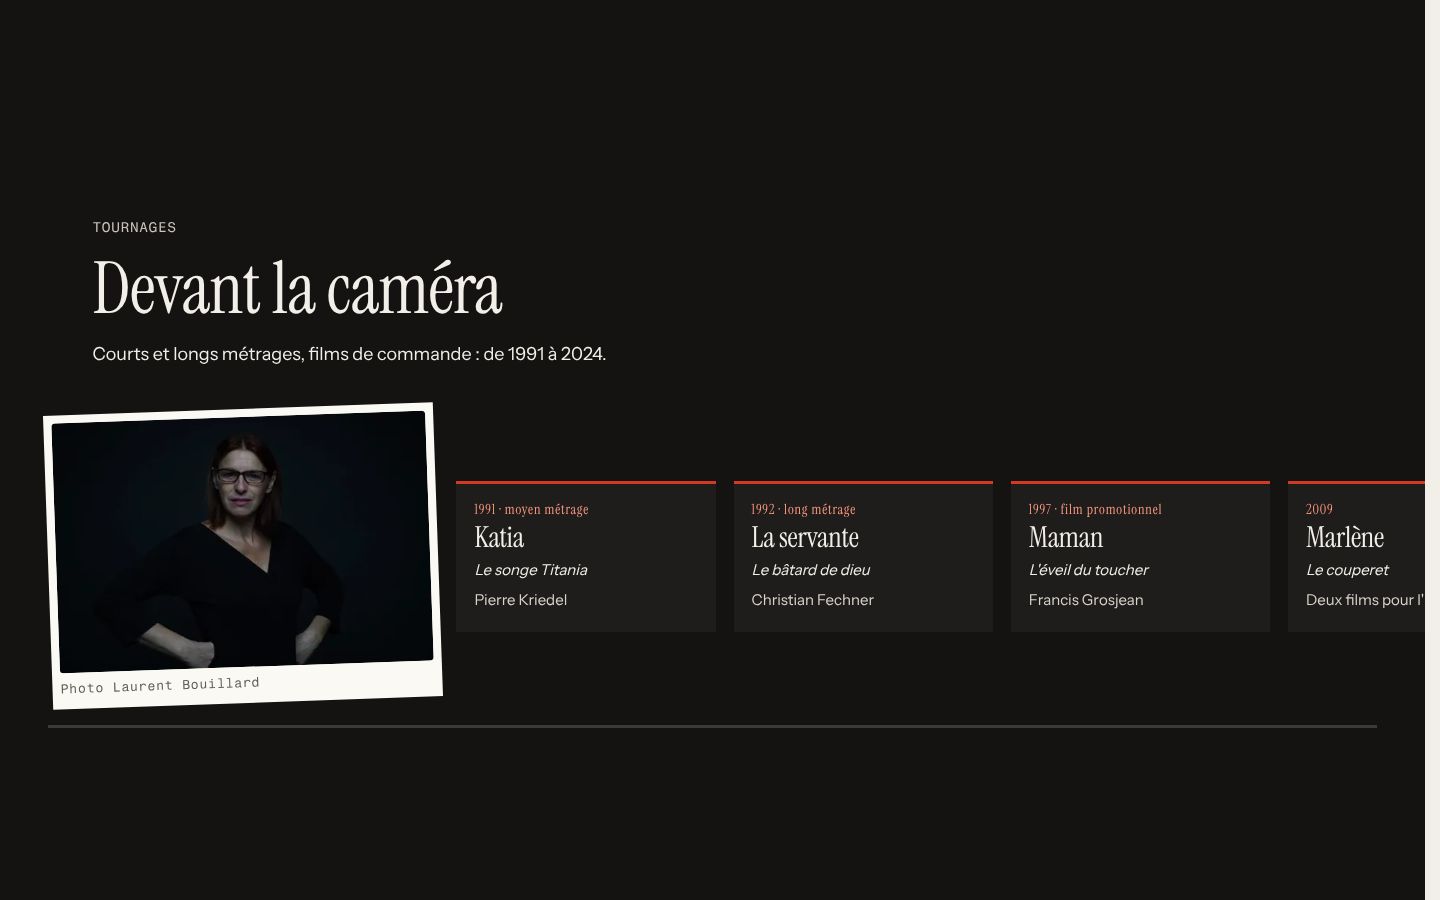 TOURNAGES
Devant la caméra
Courts et longs métrages, films de commande : de 1991 à 2024.
Photo Laurent Bouillard
1991 · moyen métrage
Katia
Le songe Titania
Pierre Kriedel
1992 · long métrage
La servante
Le bâtard de dieu
Christian Fechner
1997 · film promotionnel
Maman
L'éveil du toucher
Francis Grosjean
2009
Marlène
Le couperet
Deux films pour l'